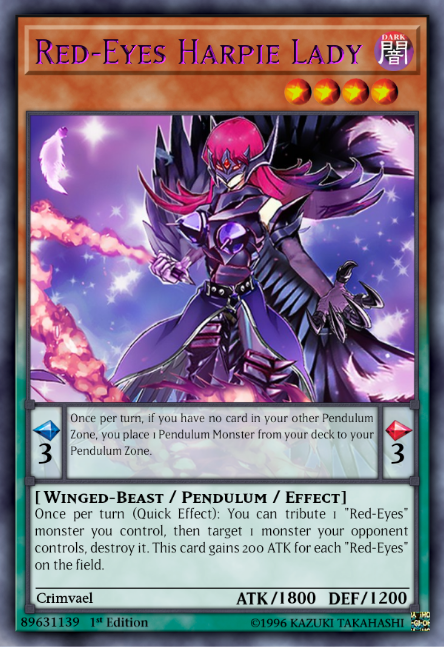 Red-Eyes Harpie Lady
DARK
闇
Once per turn, if you have no card in your other Pendulum
Zone, you place 1 Pendulum Monster from your deck to your
Pendulum Zone.
3
3
[ Winged-Beast / Pendulum / Effect]
Once per turn (Quick Effect): You can tribute 1 "Red-Eyes"
monster you control, then target 1 monster your opponent
controls, destroy it. This card gains 200 ATK for each "Red-Eyes"
on the field.
Crimvael
ATK/1800 DEF/1200
89631139 1st Edition
©1996 KAZUKI TAKAHASHI